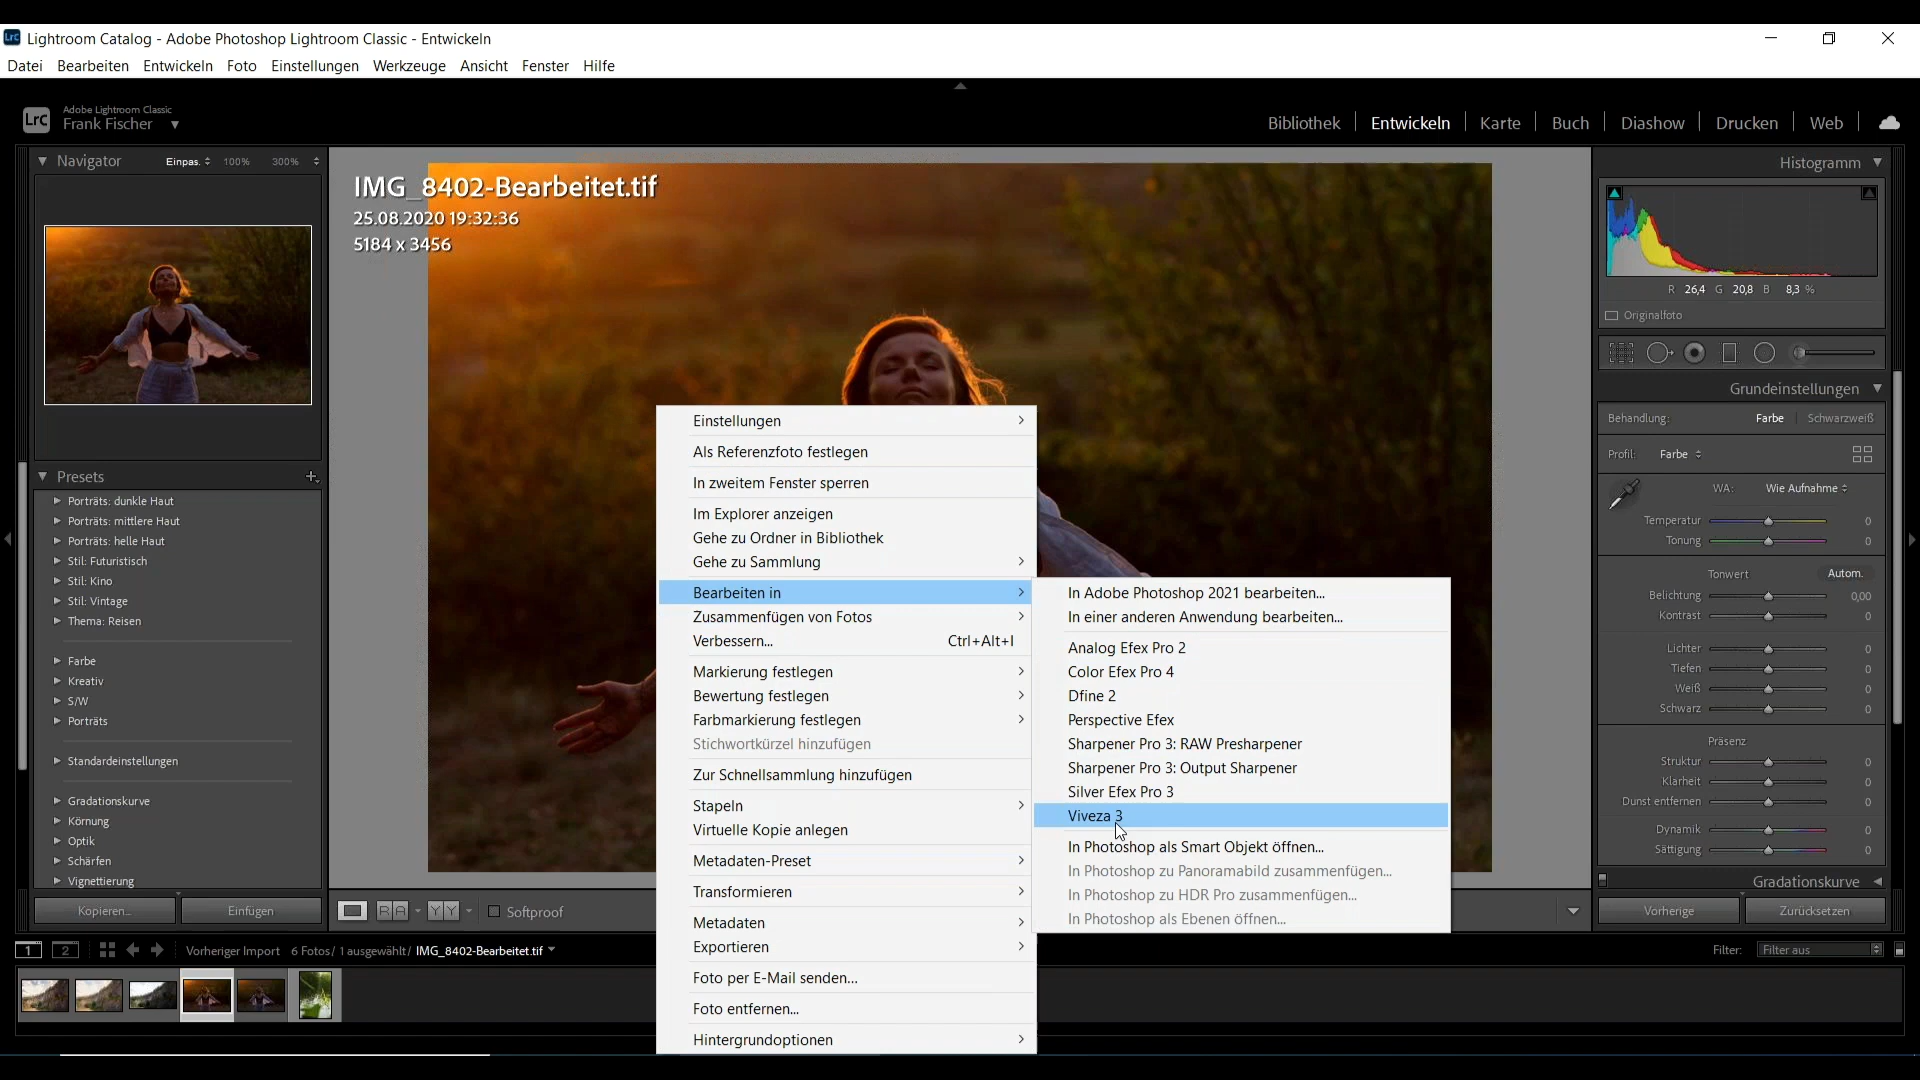 Lightroom Catalog - Adobe Photoshop Lightroom Classic - Entwickeln
Datei Bearbeiten Entwickeln Foto Einstellungen Werkzeuge Ansicht Fenster Hilfe
LrC
Adobe Lightroom Classic
Frank Fischer
Bibliothek Entwickeln Karte Buch Diashow Drucken Web
Navigator Einpas. 100% 300%
IMG_8402-Bearbeitet.tif
25.08.2020 19:32:36
5184 x 3456
Presets
Porträts: dunkle Haut
Porträts: mittlere Haut
Porträts: helle Haut
Stil: Futuristisch
Stil: Kino
Stil: Vintage
Thema: Reisen
Farbe
Kreativ
S/W
Porträts
Standardeinstellungen
Gradationskurve
Körnung
Optik
Schärfen
Vignettierung
Kopieren... Einfügen
Einstellungen
Als Referenzfoto festlegen
In zweitem Fenster sperren
Im Explorer anzeigen
Gehe zu Ordner in Bibliothek
Gehe zu Sammlung
Bearbeiten in
Zusammenfügen von Fotos
Verbessern... Ctrl+Alt+I
Markierung festlegen
Bewertung festlegen
Farbmarkierung festlegen
Stichwortkürzel hinzufügen
Zur Schnellsammlung hinzufügen
Stapeln
Virtuelle Kopie anlegen
Metadaten-Preset
Transformieren
Metadaten
Exportieren
Foto per E-Mail senden...
Foto entfernen...
Hintergrundoptionen
In Adobe Photoshop 2021 bearbeiten...
In einer anderen Anwendung bearbeiten...
Analog Efex Pro 2
Color Efex Pro 4
Dfine 2
Perspective Efex
Sharpener Pro 3: RAW Presharpener
Sharpener Pro 3: Output Sharpener
Silver Efex Pro 3
Viveza 3
In Photoshop als Smart Objekt öffnen...
In Photoshop zu Panoramabild zusammenfügen...
In Photoshop zu HDR Pro zusammenfügen...
In Photoshop als Ebenen öffnen...
Histogramm
R 26,4 G 20,8 B 8,3 %
Originalfoto
Grundeinstellungen
Behandlung: Farbe Schwarzweiß
Profil: Farbe
WA: Wie Aufnahme
Temperatur 0
Tonung 0
Tonwert Autom.
Belichtung 0,00
Kontrast 0
Lichter 0
Tiefen 0
Weiß 0
Schwarz 0
Präsenz
Struktur 0
Klarheit 0
Dunst entfernen 0
Dynamik 0
Sättigung 0
Gradationskurve
Vorherige Zurücksetzen
R A Y Y Softproof
1 2 Vorheriger Import 6 Fotos/ 1 ausgewählt/ IMG_8402-Bearbeitet.tif
Filter: Filter aus